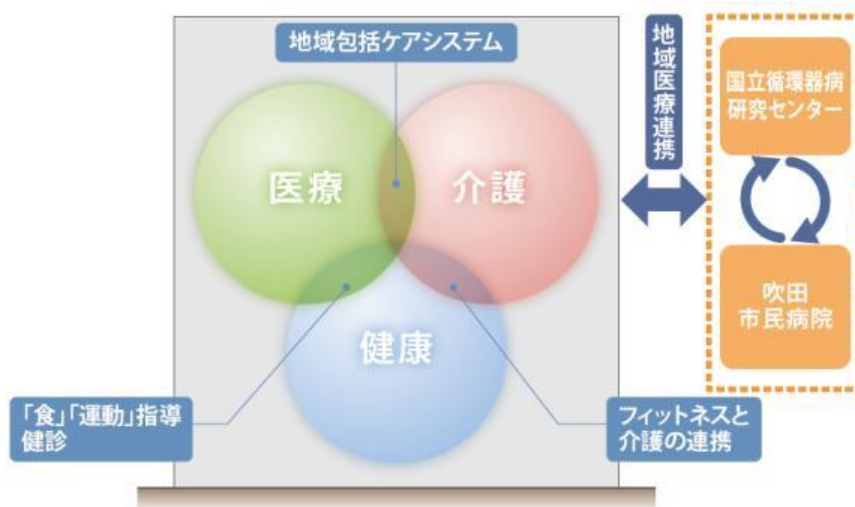 地域包括ケアシステム
医療
介護
健康
「食」「運動」指導
健診
フィットネスと
介護の連携
地域医療連携
国立循環器病
研究センター
吹田
市民病院